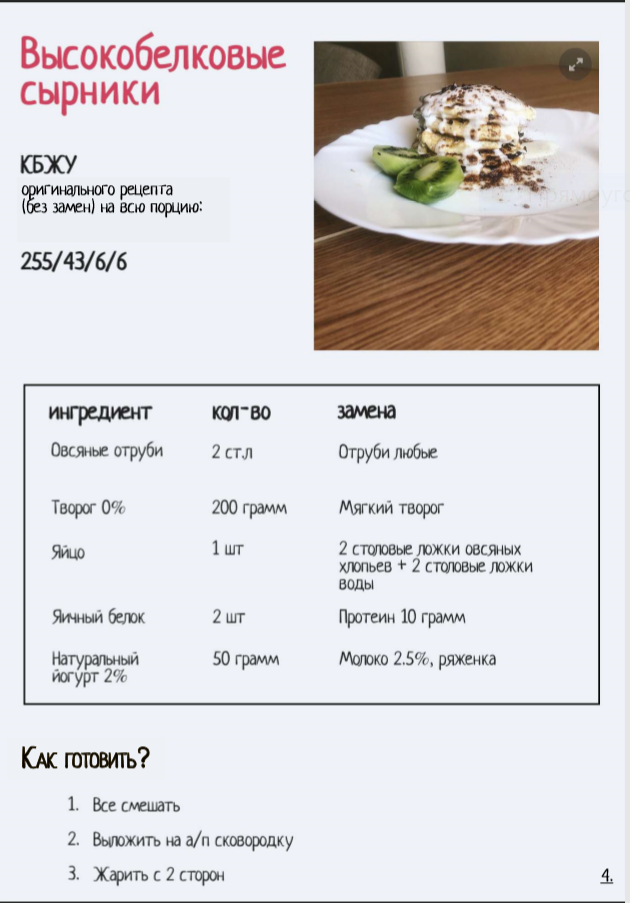 Высокобелковые
сырники
КБЖУ
оригинального рецепта
(без замен) на всю порцию:
255/43/6/6
ингредиент кол-во замена
Овсяные отруби 2 ст.л Отруби любые
Творог 0% 200 грамм Мягкий творог
Яйцо 1 шт 2 столовые ложки овсяных
хлопьев + 2 столовые ложки
воды
Яичный белок 2 шт Протеин 10 грамм
Натуральный 50 грамм Молоко 2.5%, ряженка
йогурт 2%
Как готовить?
1. Все смешать
2. Выложить на а/п сковородку
3. Жарить с 2 сторон
4.